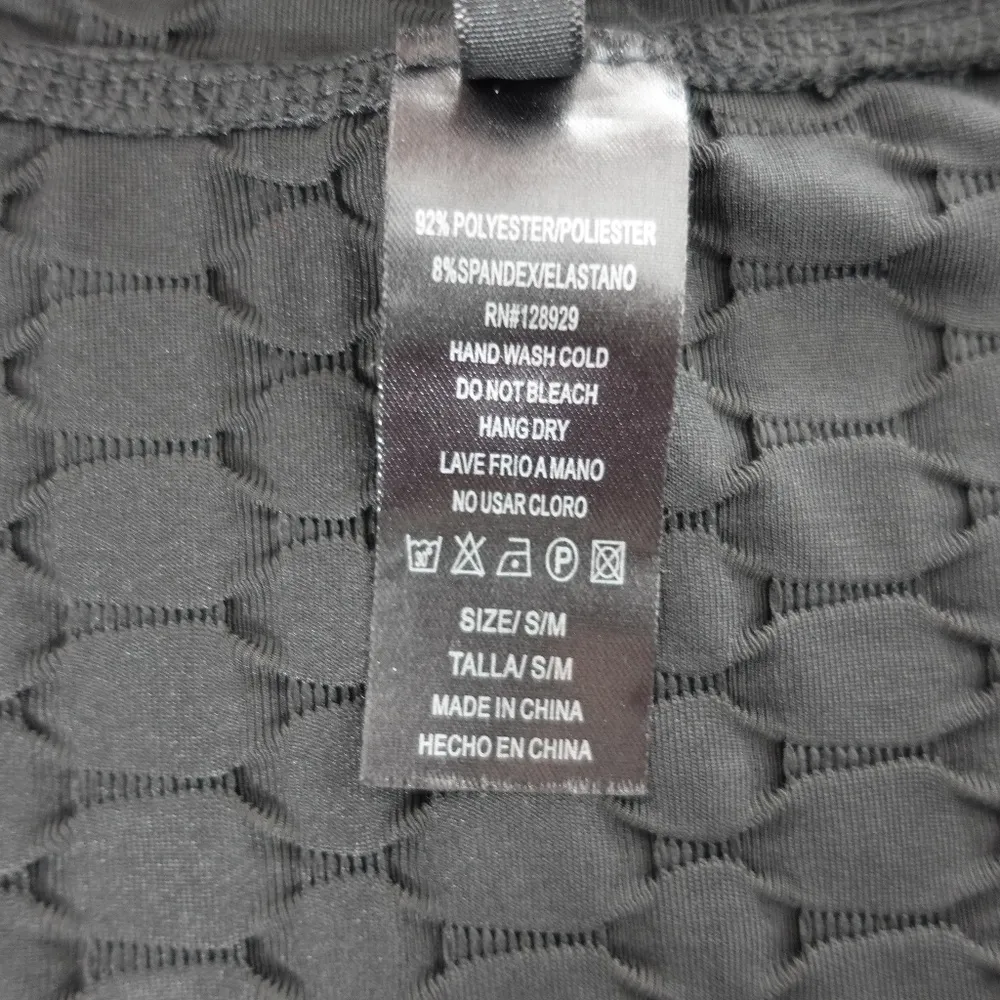 92% POLYESTER/POLIESTER
8%SPANDEX/ELASTANO
RN#128929
HAND WASH COLD
DO NOT BLEACH
HANG DRY
LAVE FRIO A MANO
NO USAR CLORO
30° P
SIZE/ S/M
TALLA/ S/M
MADE IN CHINA
HECHO EN CHINA